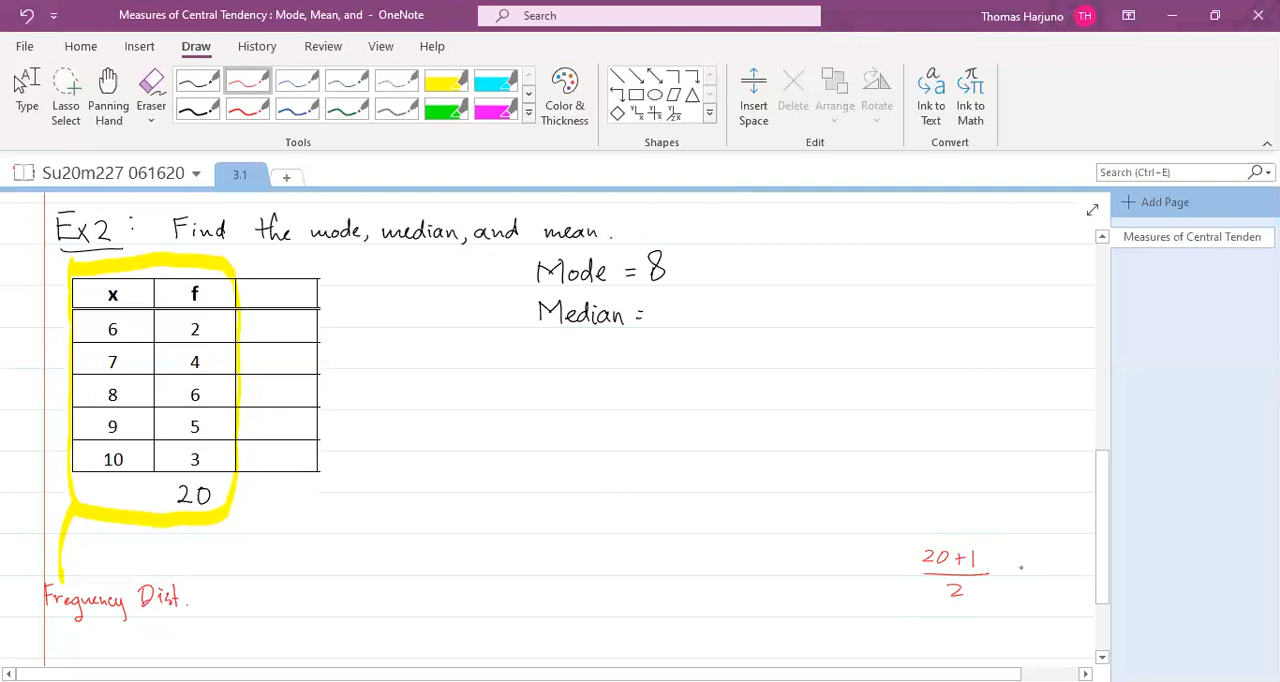 Measures of Central Tendency : Mode, Mean, and - OneNote
Search
Thomas Harjuno
TH
File Home Insert Draw History Review View Help
Type
Lasso Select
Panning Hand
Eraser
Color & Thickness
Insert Space
Delete
Arrange
Rotate
Ink to Text
Ink to Math
Tools
Shapes
Edit
Convert
Su20m227 061620
3.1
Search (Ctrl+E)
Add Page
Measures of Central Tenden
Ex 2 : Find the mode, median, and mean.
Mode = 8
Median =
x f
6 2
7 4
8 6
9 5
10 3
20
20+1
2
Frequency Dist.